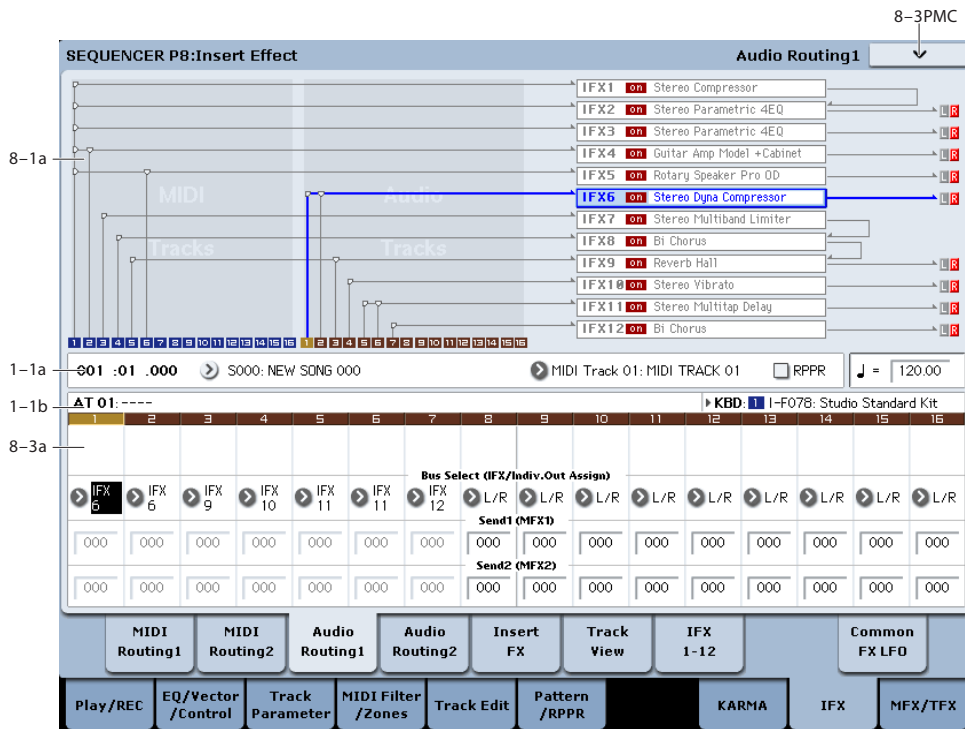 8–3PMC
SEQUENCER P8:Insert Effect
Audio Routing1
IFX1 on Stereo Compressor
IFX2 on Stereo Parametric 4EQ L R
IFX3 on Stereo Parametric 4EQ L R
8–1a
IFX4 on Guitar Amp Model +Cabinet L R
IFX5 on Rotary Speaker Pro OD L R
MIDI Audio
IFX6 on Stereo Dyna Compressor L R
IFX7 on Stereo Multiband Limiter
IFX8 on Bi Chorus
Tracks Tracks
IFX9 on Reverb Hall L R
IFX10 on Stereo Vibrato L R
IFX11 on Stereo Multitap Delay L R
IFX12 on Bi Chorus L R
1 2 3 4 5 6 7 8 9 10 11 12 13 14 15 16 1 2 3 4 5 6 7 8 9 10 11 12 13 14 15 16
1–1a
001 :01 .000 S000: NEW SONG 000 MIDI Track 01: MIDI TRACK 01 RPPR ♩ = 120.00
1–1b
AT 01:---- KBD: 1 I-F078: Studio Standard Kit
1 2 3 4 5 6 7 8 9 10 11 12 13 14 15 16
8–3a
Bus Select (IFX/Indiv.Out Assign)
IFX 6 IFX 6 IFX 9 IFX 10 IFX 11 IFX 11 IFX 12 L/R L/R L/R L/R L/R L/R L/R L/R L/R
Send1 (MFX1)
000 000 000 000 000 000 000 000 000 000 000 000 000 000 000 000
Send2 (MFX2)
000 000 000 000 000 000 000 000 000 000 000 000 000 000 000 000
MIDI Routing1 MIDI Routing2 Audio Routing1 Audio Routing2 Insert FX Track View IFX 1-12 Common FX LFO
Play/REC EQ/Vector /Control Track Parameter MIDI Filter /Zones Track Edit Pattern /RPPR KARMA IFX MFX/TFX